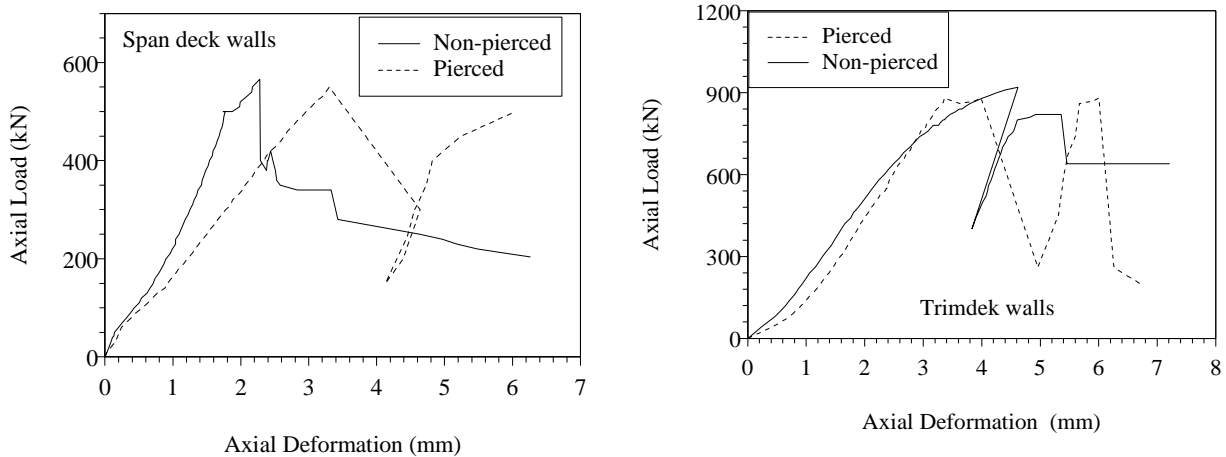 Span deck walls
Non-pierced
Pierced
600
400
200
0
0 1 2 3 4 5 6 7
Axial Load (kN)
Axial Deformation (mm)
1200
Pierced
Non-pierced
900
600
300
0
Trimdek walls
0 1 2 3 4 5 6 7 8
Axial Load (kN)
Axial Deformation (mm)